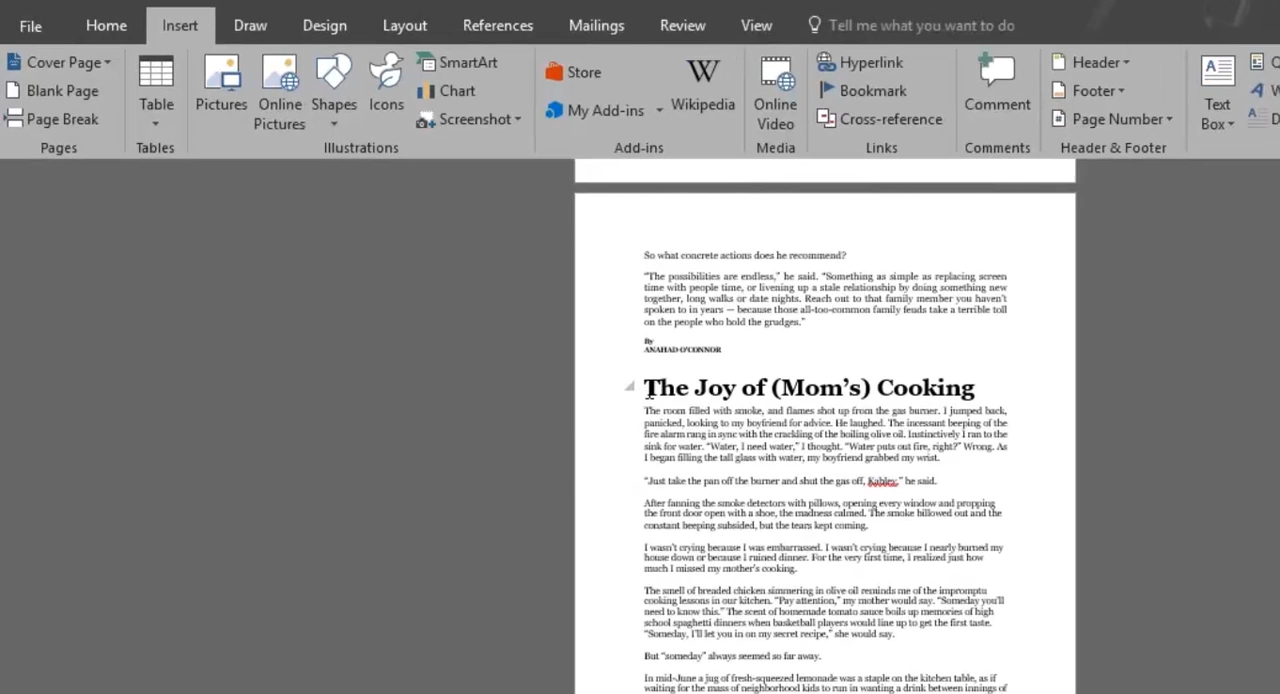 File Home Insert Draw Design Layout References Mailings Review View Tell me what you want to do
Cover Page
Blank Page
Page Break
Pages
Table
Tables
Pictures
Online
Pictures
Shapes
Icons
SmartArt
Chart
Screenshot
Illustrations
Store
My Add-ins
Wikipedia
Add-ins
Online
Video
Media
Hyperlink
Bookmark
Cross-reference
Links
Comment
Comments
Header
Footer
Page Number
Header & Footer
Text
Box
So what concrete actions does he recommend?
“The possibilities are endless,” he said. “Something as simple as replacing screen
time with people time, or livening up a stale relationship by doing something new
together, long walks or date nights. Reach out to that family member you haven’t
spoken to in years — because those all-too-common family feuds take a terrible toll
on the people who hold the grudges.”
By
ANAHAD O’CONNOR
The Joy of (Mom’s) Cooking
The room filled with smoke, and flames shot up from the gas burner. I jumped back,
panicked, looking to my boyfriend for advice. He laughed. The incessant beeping of the
fire alarm rang in sync with the crackling of the boiling olive oil. Instinctively I ran to the
sink for water. “Water, I need water,” I thought. “Water puts out fire, right?” Wrong. As
I began filling the tall glass with water, my boyfriend grabbed my wrist.
“Just take the pan off the burner and shut the gas off, Kabley,” he said.
After fanning the smoke detectors with pillows, opening every window and propping
the front door open with a shoe, the madness calmed. The smoke billowed out and the
constant beeping subsided, but the tears kept coming.
I wasn’t crying because I was embarrassed. I wasn’t crying because I nearly burned my
house down or because I ruined dinner. For the very first time, I realized just how
much I missed my mother’s cooking.
The smell of breaded chicken simmering in olive oil reminds me of the impromptu
cooking lessons in our kitchen. “Pay attention,” my mother would say. “Someday you’ll
need to know this.” The scent of homemade tomato sauce boils up memories of high
school spaghetti dinners when basketball players would line up to get the first taste.
“Someday, I’ll let you in on my secret recipe,” she would say.
But “someday” always seemed so far away.
In mid-June a jug of fresh-squeezed lemonade was a staple on the kitchen table, as if
waiting for the mass of neighborhood kids to run in wanting a drink between innings of